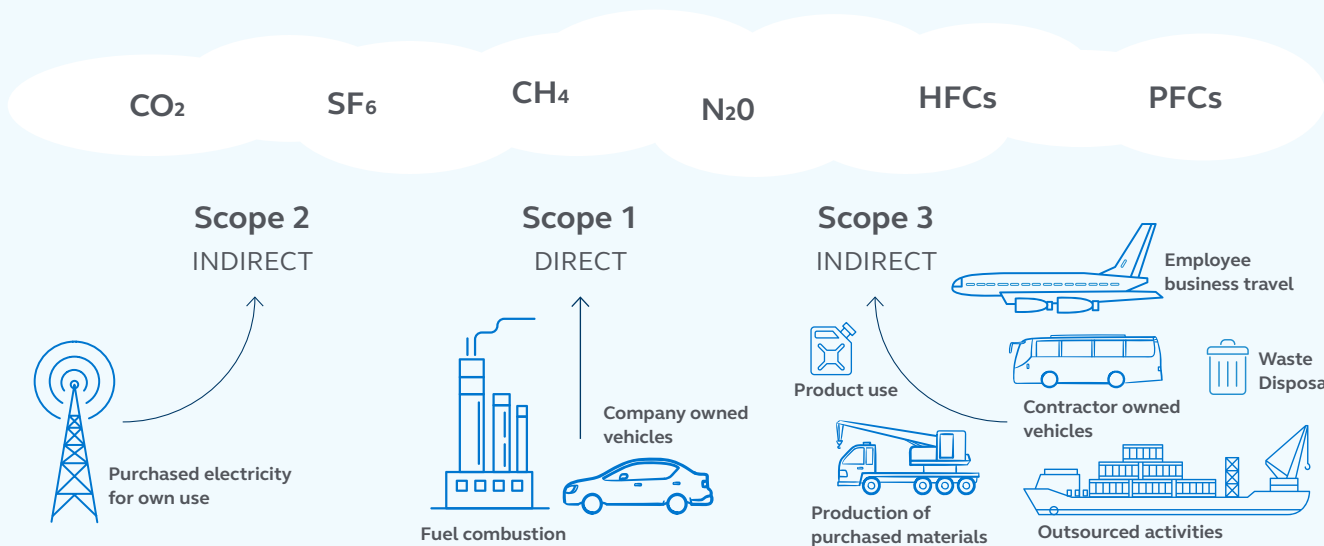 CO₂
SF₆
CH₄
N₂0
HFCs
PFCs
Scope 2
INDIRECT
Purchased electricity
for own use
Scope 1
DIRECT
Company owned
vehicles
Fuel combustion
Scope 3
INDIRECT
Employee
business travel
Product use
Contractor owned
vehicles
Waste
Disposa
Production of
purchased materials
Outsourced activities